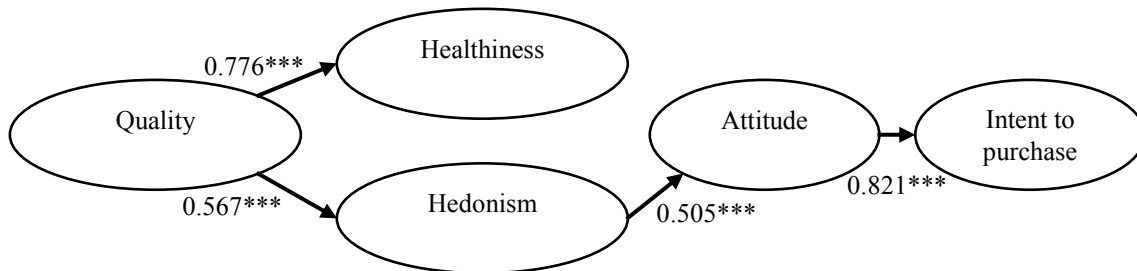 Healthiness
0.776***
Quality
Attitude
Intent to
purchase
0.821***
Hedonism
0.567***
0.505***